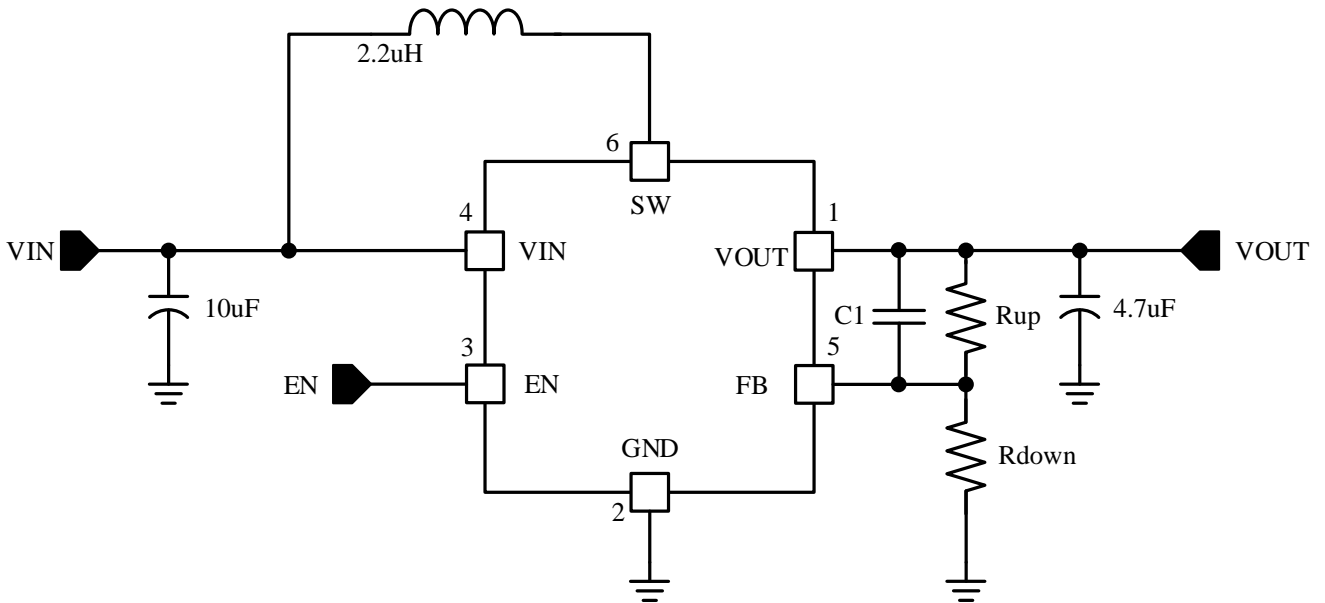 2.2uH
6
SW
4
1
VIN
VIN
VOUT
VOUT
10uF
C1
Rup
4.7uF
3
5
EN
EN
FB
GND
Rdown
2